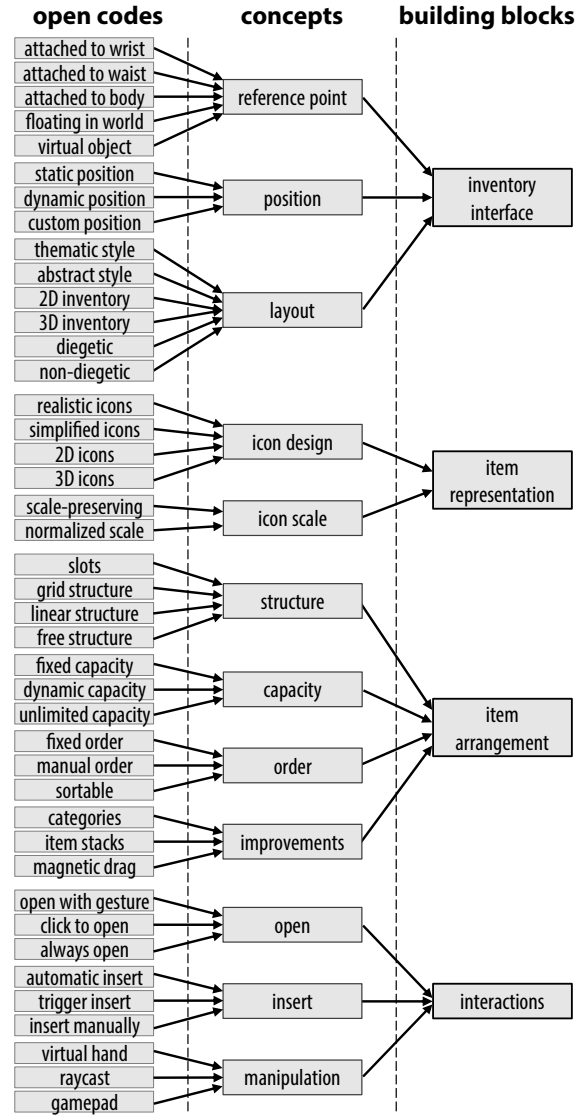 open codes
concepts
building blocks
attached to wrist
attached to waist
attached to body
floating in world
virtual object
reference point
static position
dynamic position
custom position
position
thematic style
abstract style
2D inventory
3D inventory
diegetic
non-diegetic
layout
inventory
interface
realistic icons
simplified icons
2D icons
3D icons
icon design
scale-preserving
normalized scale
icon scale
item
representation
slots
grid structure
linear structure
free structure
structure
fixed capacity
dynamic capacity
unlimited capacity
capacity
fixed order
manual order
sortable
order
categories
item stacks
magnetic drag
improvements
item
arrangement
open with gesture
click to open
always open
open
automatic insert
trigger insert
insert manually
insert
virtual hand
raycast
gamepad
manipulation
interactions